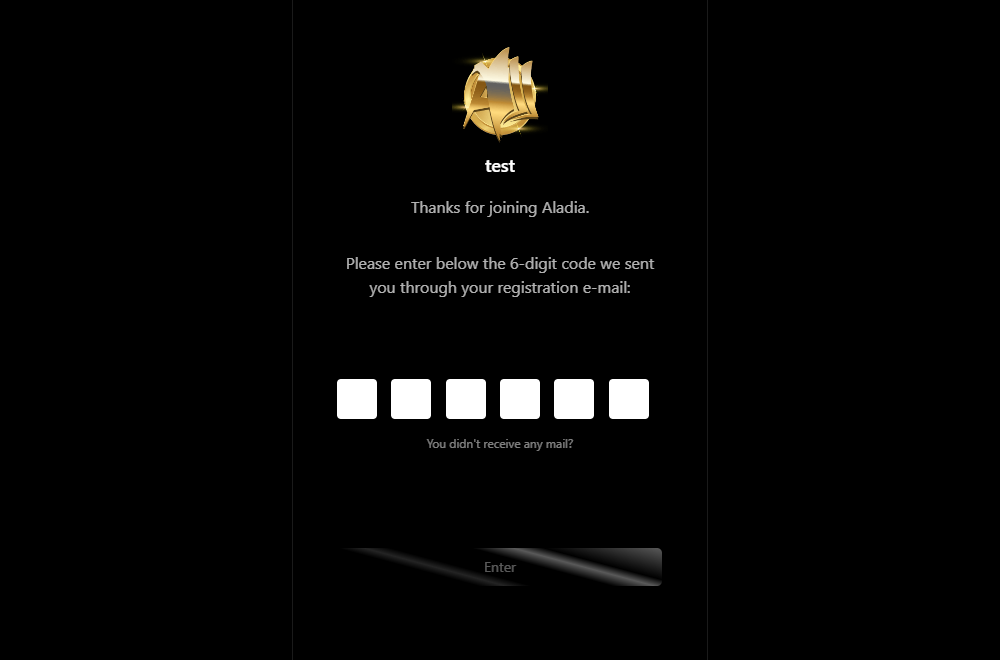 test
Thanks for joining Aladia.
Please enter below the 6-digit code we sent
you through your registration e-mail:
You didn't receive any mail?
Enter